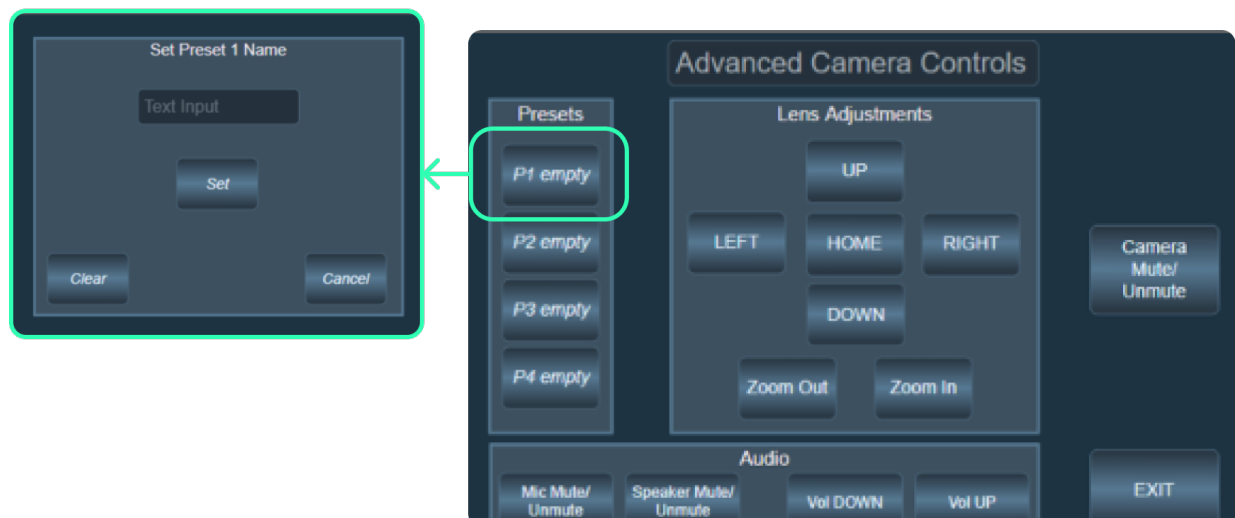 Set Preset 1 Name
Text Input
Set
Clear
Cancel
Advanced Camera Controls
Presets
P1 empty
P2 empty
P3 empty
P4 empty
Lens Adjustments
UP
LEFT
HOME
RIGHT
DOWN
Zoom Out
Zoom In
Camera
Mute/
Unmute
Audio
Mic Mute/
Unmute
Speaker Mute/
Unmute
Vol DOWN
Vol UP
EXIT